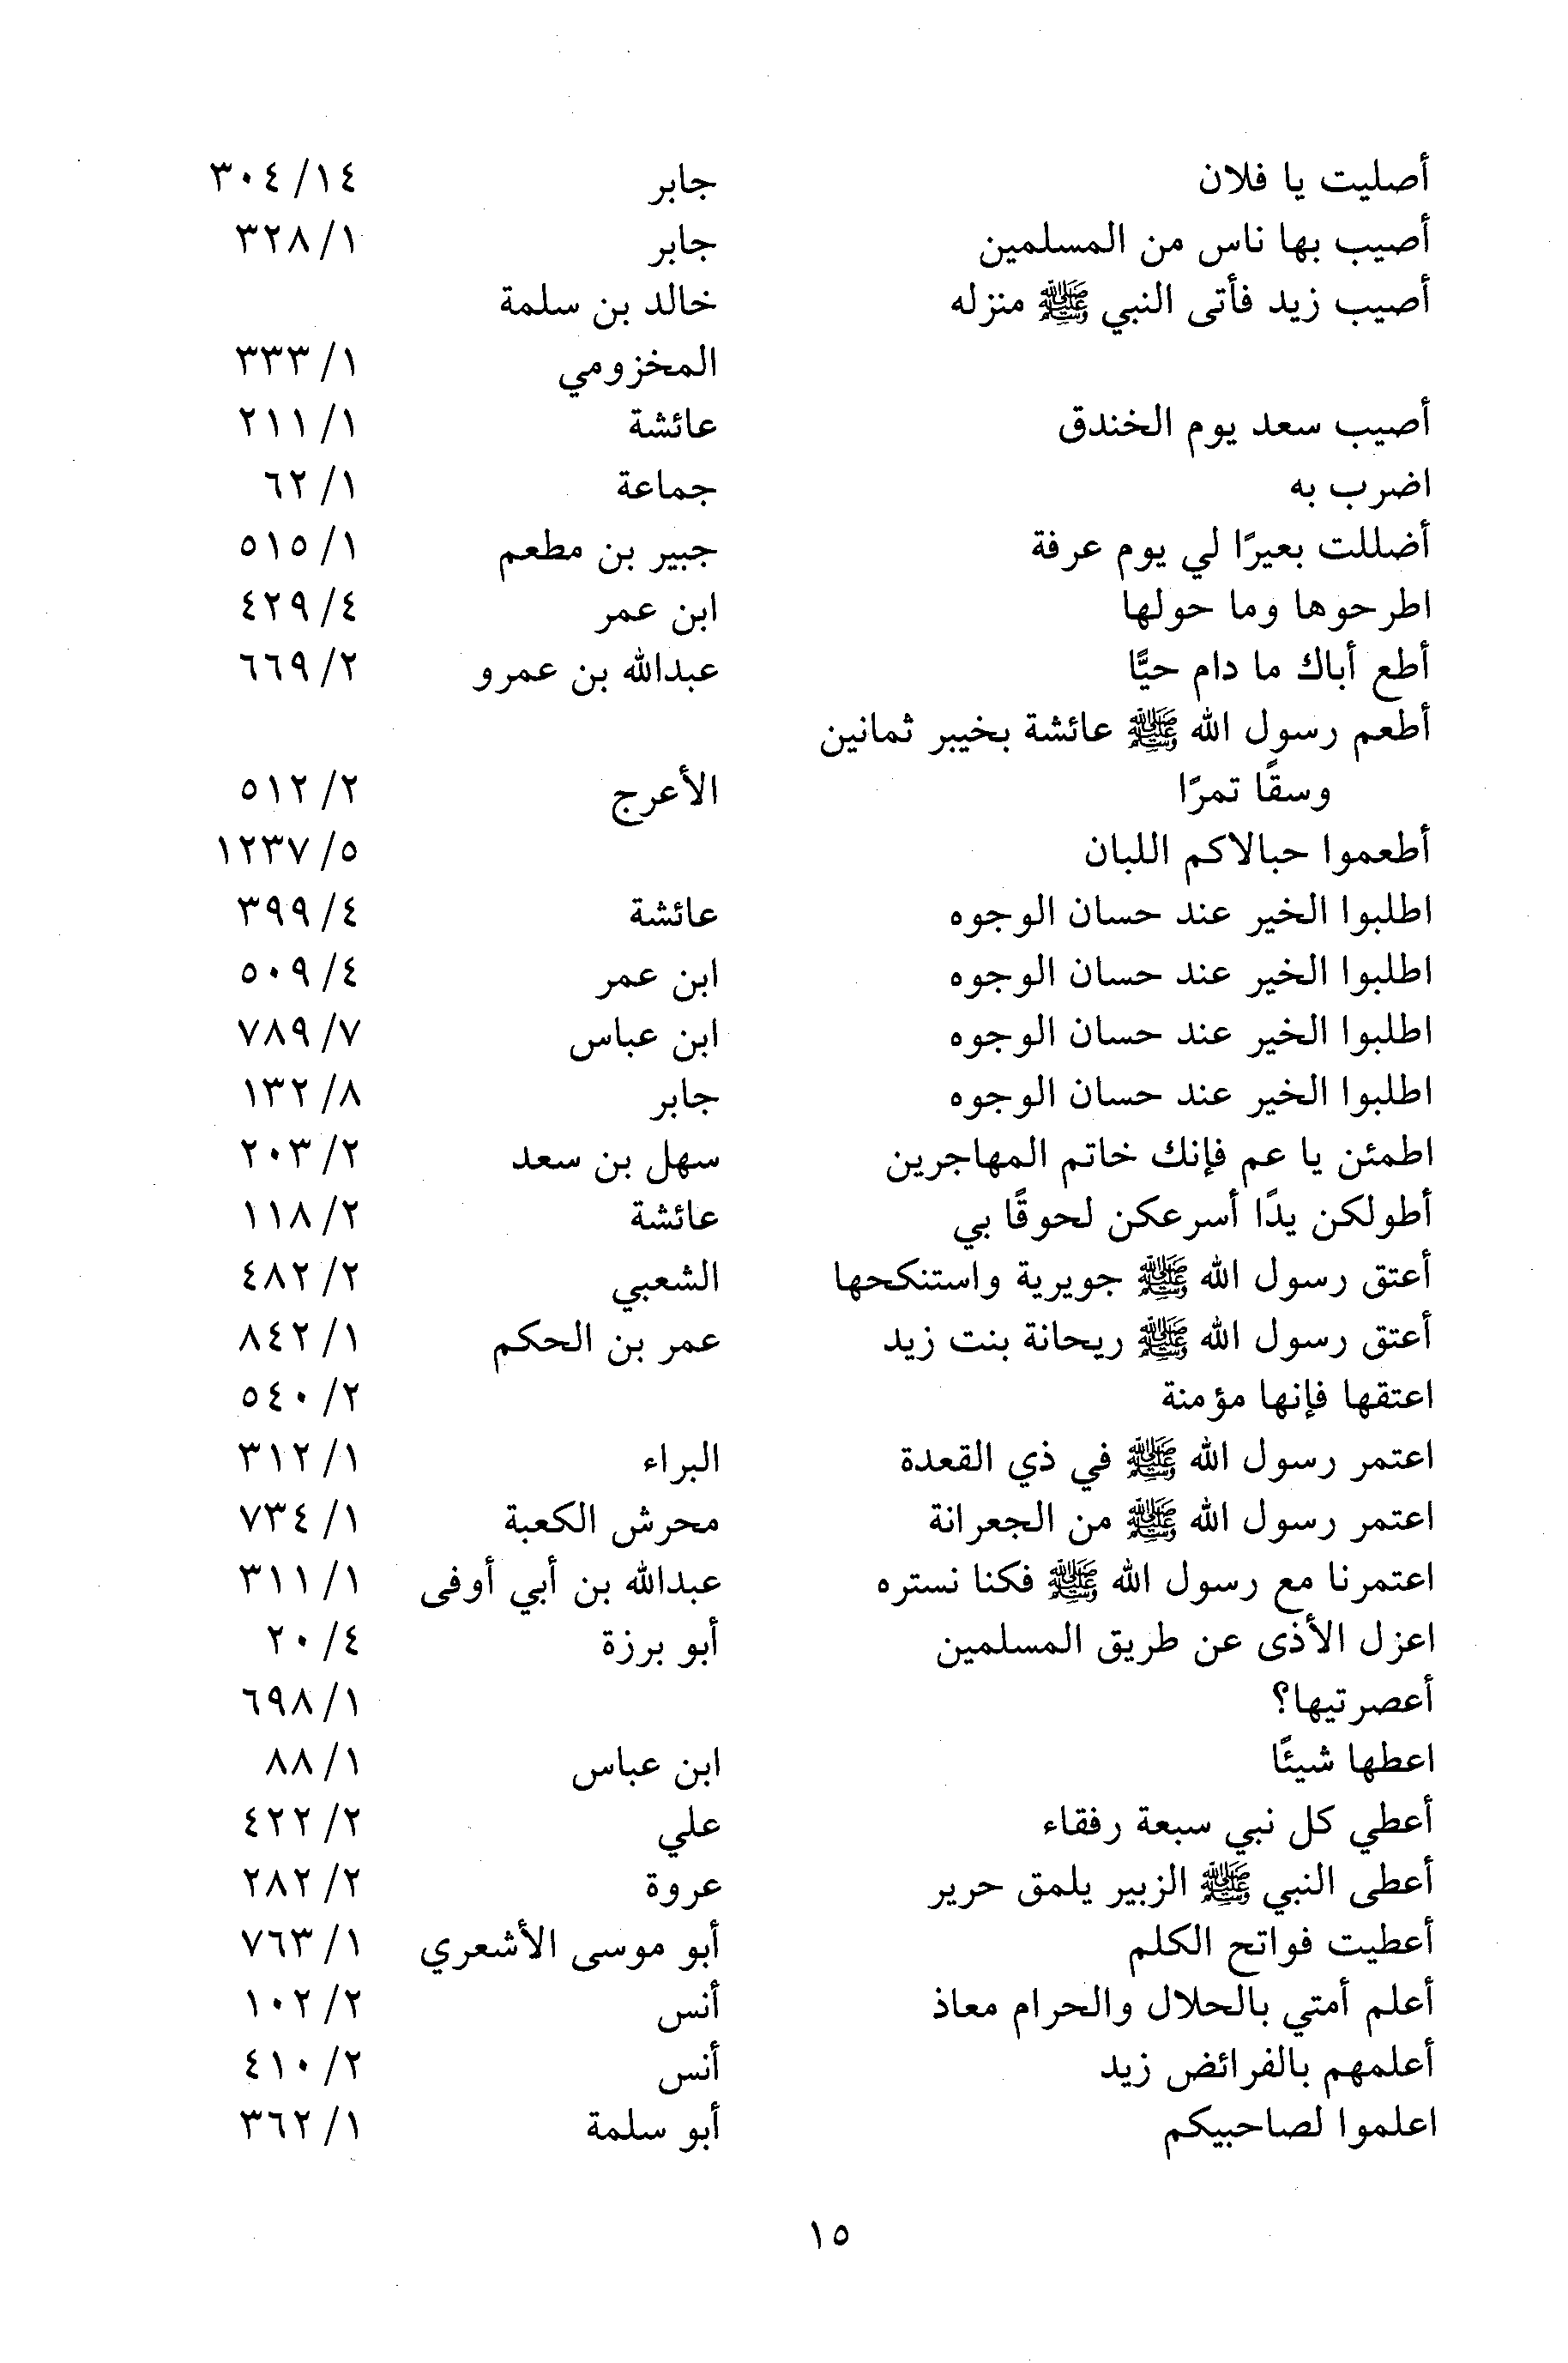 أصليت يا فلان جابر ١٤/ ٣٠٤
أصيب بها ناس من المسلمين جابر ١/ ٣٢٨
أصيب زيد فأتى النبي ﷺ منزله خالد بن سلمة
المخزومي ١/ ٣٣٣
أصيب سعد يوم الخندق عائشة ١/ ٢١١
اضرب به جماعة ١/ ٦٢
أضللت بعيرًا لي يوم عرفة جبير بن مطعم ١/ ٥١٥
اطرحوها وما حولها ابن عمر ٤/ ٤٢٩
أطع أباك ما دام حيًّا عبدالله بن عمرو ٢/ ٦٦٩
أطعم رسول الله ﷺ عائشة بخيبر ثمانين
وسقًا تمرًا الأعرج ٢/ ٥١٢
أطعموا حبالاكم اللبان ٥/ ١٢٣٧
اطلبوا الخير عند حسان الوجوه عائشة ٤/ ٣٩٩
اطلبوا الخير عند حسان الوجوه ابن عمر ٤/ ٥٠٩
اطلبوا الخير عند حسان الوجوه ابن عباس ٧/ ٧٨٩
اطلبوا الخير عند حسان الوجوه جابر ٨/ ١٣٢
اطمئن يا عم فإنك خاتم المهاجرين سهل بن سعد ٢/ ٢٠٣
أطولكن يدًا أسرعكن لحوقًا بي عائشة ٢/ ١١٨
أعتق رسول الله ﷺ جويرية واستنكحها الشعبي ٢/ ٤٨٢
أعتق رسول الله ﷺ ريحانة بنت زيد عمر بن الحكم ١/ ٨٤٢
اعتقها فإنها مؤمنة ٢/ ٥٤٠
اعتمر رسول الله ﷺ في ذي القعدة البراء ١/ ٣١٢
اعتمر رسول الله ﷺ من الجعرانة محرش الكعبة ١/ ٧٣٤
اعتمرنا مع رسول الله ﷺ فكنا نستره عبدالله بن أبي أوفى ١/ ٣١١
اعزل الأذى عن طريق المسلمين أبو برزة ٤/ ٢٠
أعصرتيها؟ ١/ ٦٩٨
اعطها شيئًا ابن عباس ١/ ٨٨
أعطي كل نبي سبعة رفقاء علي ٢/ ٤٢٢
أعطى النبي ﷺ الزبير يلمق حرير عروة ٢/ ٢٨٢
أعطيت فواتح الكلم أبو موسى الأشعري ١/ ٧٦٣
أعلم أمتي بالحلال والحرام معاذ أنس ٢/ ١٠٢
أعلمهم بالفرائض زيد أنس ٢/ ٤١٠
اعلموا لصاحبيكم أبو سلمة ١/ ٣٦٢
١٥